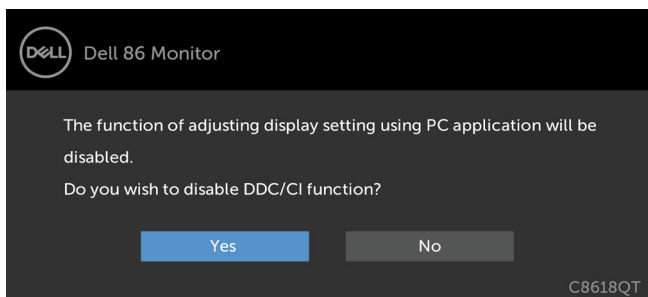 DELL
Dell 86 Monitor
The function of adjusting display setting using PC application will be
disabled.
Do you wish to disable DDC/CI function?
Yes
No
C8618QT